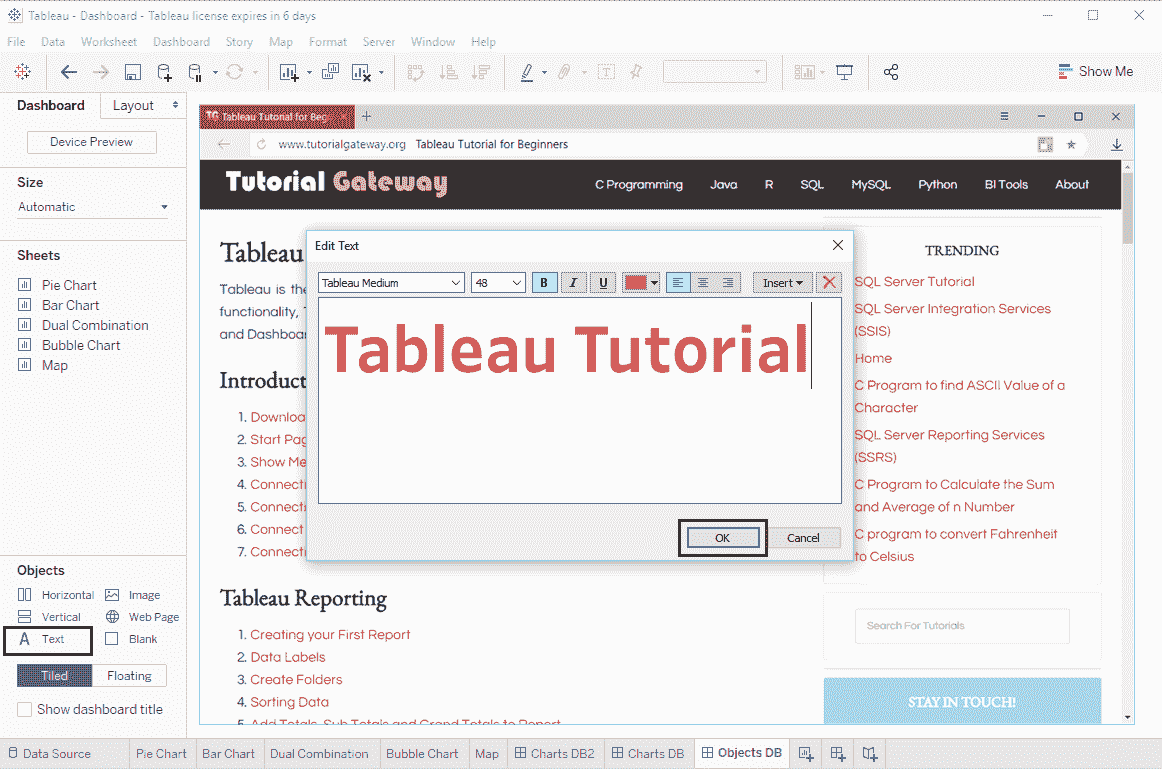 Tableau - Dashboard - Tableau license expires in 6 days
File Data Worksheet Dashboard Story Map Format Server Window Help
Show Me
Dashboard Layout
Device Preview
Size
Automatic
Sheets
Pie Chart
Bar Chart
Dual Combination
Bubble Chart
Map
Objects
Horizontal Image
Vertical Web Page
A Text Blank
Tiled Floating
Show dashboard title
TG Tableau Tutorial for Beg
www.tutorialgateway.org Tableau Tutorial for Beginners
Tutorial Gateway C Programming Java R SQL MySQL Python BI Tools About
Tableau
Tableau is the
functionality,
and Dashboa
Introduct
1. Downloa
2. Start Pag
3. Show Me
4. Connecti
5. Connect
6. Connect
7. Connecti
Tableau Reporting
1. Creating your First Report
2. Data Labels
3. Create Folders
4. Sorting Data
5. Add Totals, Sub Totals and Grand Totals to Report
Edit Text
Tableau Medium 48 B I U Insert
Tableau Tutorial
OK Cancel
TRENDING
SQL Server Tutorial
SQL Server Integration Services
(SSIS)
Home
C Program to find ASCII Value of a
Character
SQL Server Reporting Services
(SSRS)
C Program to Calculate the Sum
and Average of n Number
C program to convert Fahrenheit
to Celsius
Search For Tutorials
STAY IN TOUCH!
Data Source Pie Chart Bar Chart Dual Combination Bubble Chart Map Charts DB2 Charts DB Objects DB